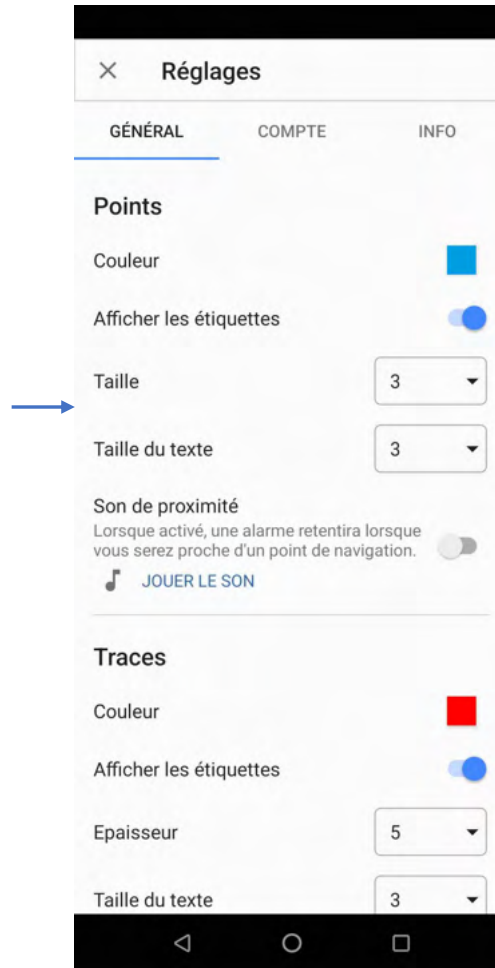 Réglages
GÉNÉRAL COMPTE INFO
Points
Couleur
Afficher les étiquettes
Taille 3
Taille du texte 3
Son de proximité
Lorsque activé, une alarme retentira lorsque
vous serez proche d'un point de navigation.
JOUER LE SON
Traces
Couleur
Afficher les étiquettes
Epaisseur 5
Taille du texte 3